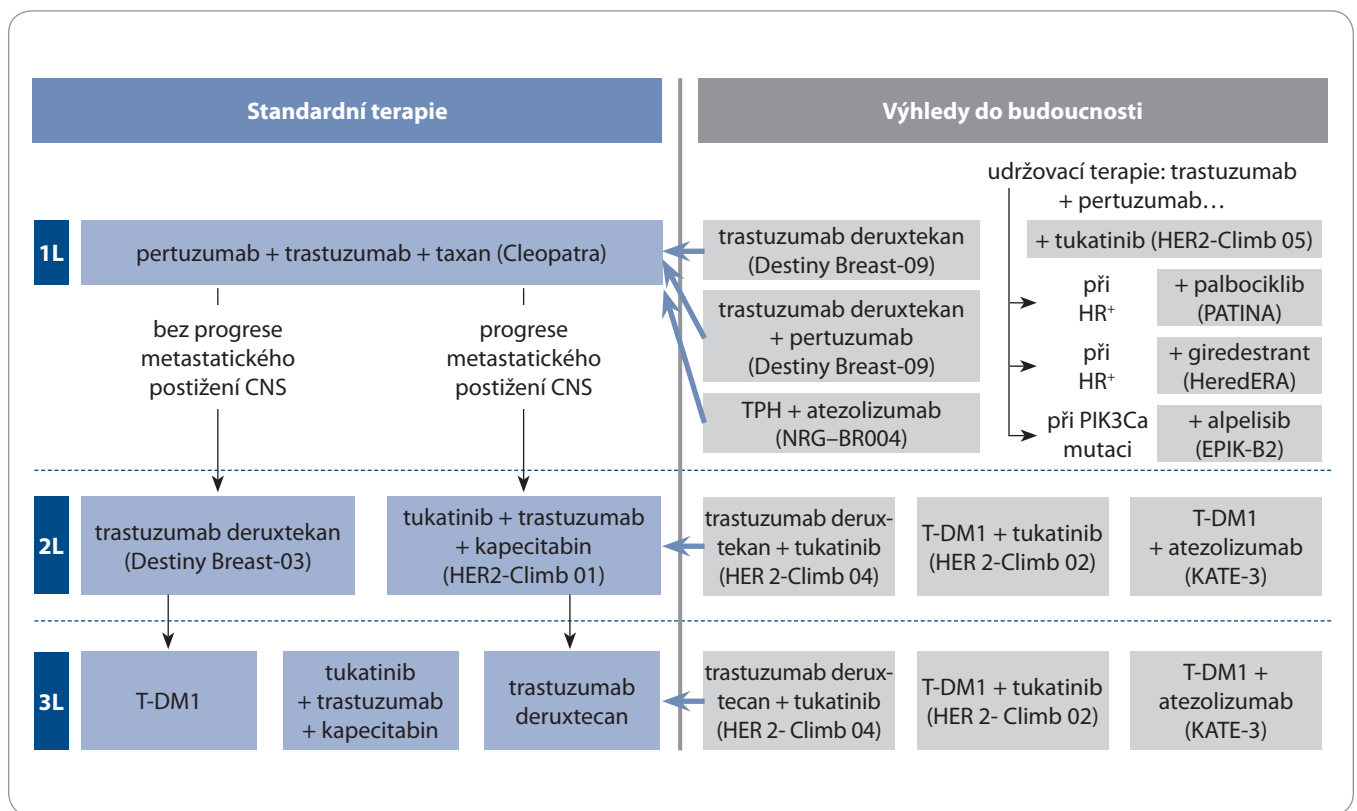 Standardní terapie
Výhledy do budoucnosti
1L
pertuzumab + trastuzumab + taxan (Cleopatra)
bez progrese
metastatického
postižení CNS
progrese
metastatického
postižení CNS
trastuzumab deruxtekan
(Destiny Breast-09)
trastuzumab deruxtekan
+ pertuzumab
(Destiny Breast-09)
TPH + atezolizumab
(NRG–BR004)
udržovací terapie: trastuzumab
+ pertuzumab…
+ tukatinib (HER2-Climb 05)
při
HR+
+ palbociklib
(PATINA)
při
HR+
+ giredestrant
(HeredERA)
při PIK3Ca
mutaci
+ alpelisib
(EPIK-B2)
2L
trastuzumab deruxtekan
(Destiny Breast-03)
tukatinib + trastuzumab
+ kapecitabin
(HER2-Climb 01)
trastuzumab derux-
tekan + tukatinib
(HER 2-Climb 04)
T-DM1 + tukatinib
(HER 2-Climb 02)
T-DM1
+ atezolizumab
(KATE-3)
3L
T-DM1
tukatinib
+ trastuzumab
+ kapecitabin
trastuzumab
deruxtecan
trastuzumab derux-
tecan + tukatinib
(HER 2- Climb 04)
T-DM1 + tukatinib
(HER 2- Climb 02)
T-DM1 +
atezolizumab
(KATE-3)